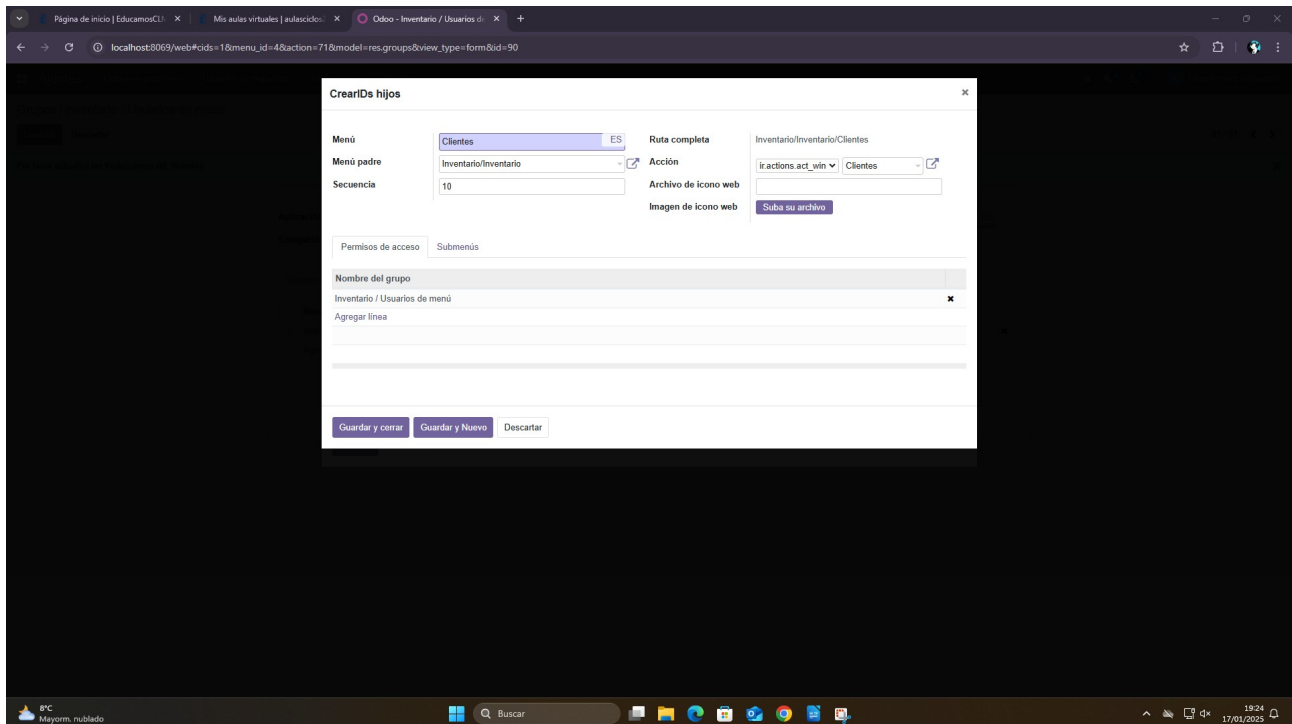 Página de inicio | EducamosCLM
Mis aulas virtuales | aulasciclos
Odoo - Inventario / Usuarios de
localhost:8069/web#cids=1&menu_id=4&action=71&model=res.groups&view_type=form&id=90
CrearIDs hijos
Menú
Clientes
ES
Ruta completa
Inventario/Inventario/Clientes
Menú padre
Inventario/Inventario
Acción
ir.actions.act_win
Clientes
Secuencia
10
Archivo de icono web
Imagen de icono web
Suba su archivo
Permisos de acceso
Submenús
Nombre del grupo
Inventario / Usuarios de menú
Agregar línea
Guardar y cerrar
Guardar y Nuevo
Descartar
8°C
Mayorm. nublado
Buscar
19:24
17/01/2025